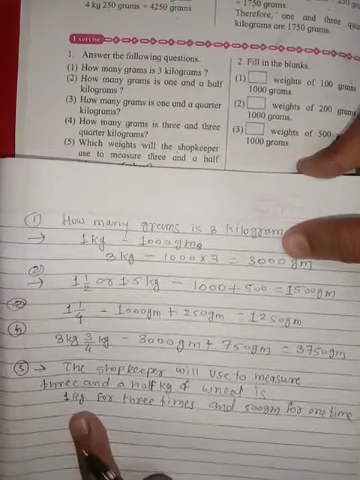 4 kg 250 grams = 4250 grams
= 1750 grams.
Therefore, one and three
kilograms are 1750 grams.
Exercise
1. Answer the following questions.
(1) How many grams is 3 kilograms ?
(2) How many grams is one and a half
kilograms ?
(3) How many grams is one and a quarter
kilograms?
(4) How many grams is three and three
quarter kilograms?
(5) Which weights will the shopkeeper
use to measure three and a half
2. Fill in the blanks.
(1) weights of 100 grams
1000 grams.
(2) weights of 200 gram
1000 grams.
(3) weights of 500
1000 grams
(1) How many grams is 3 kilogram
→ 1kg - 1000gm
3kg - 1000×3 = 3000gm
(2)
→ 1 1/2 or 1.5 kg - 1000+500 = 1500gm
(3) 1 1/4 - 1000gm + 250gm = 1250gm
(4)
3kg 3/4 kg - 3000gm + 750gm = 3750gm
(5) → The shopkeeper will use to measure
three and a half kg of wheat is
1kg for three times and 500gm for one time